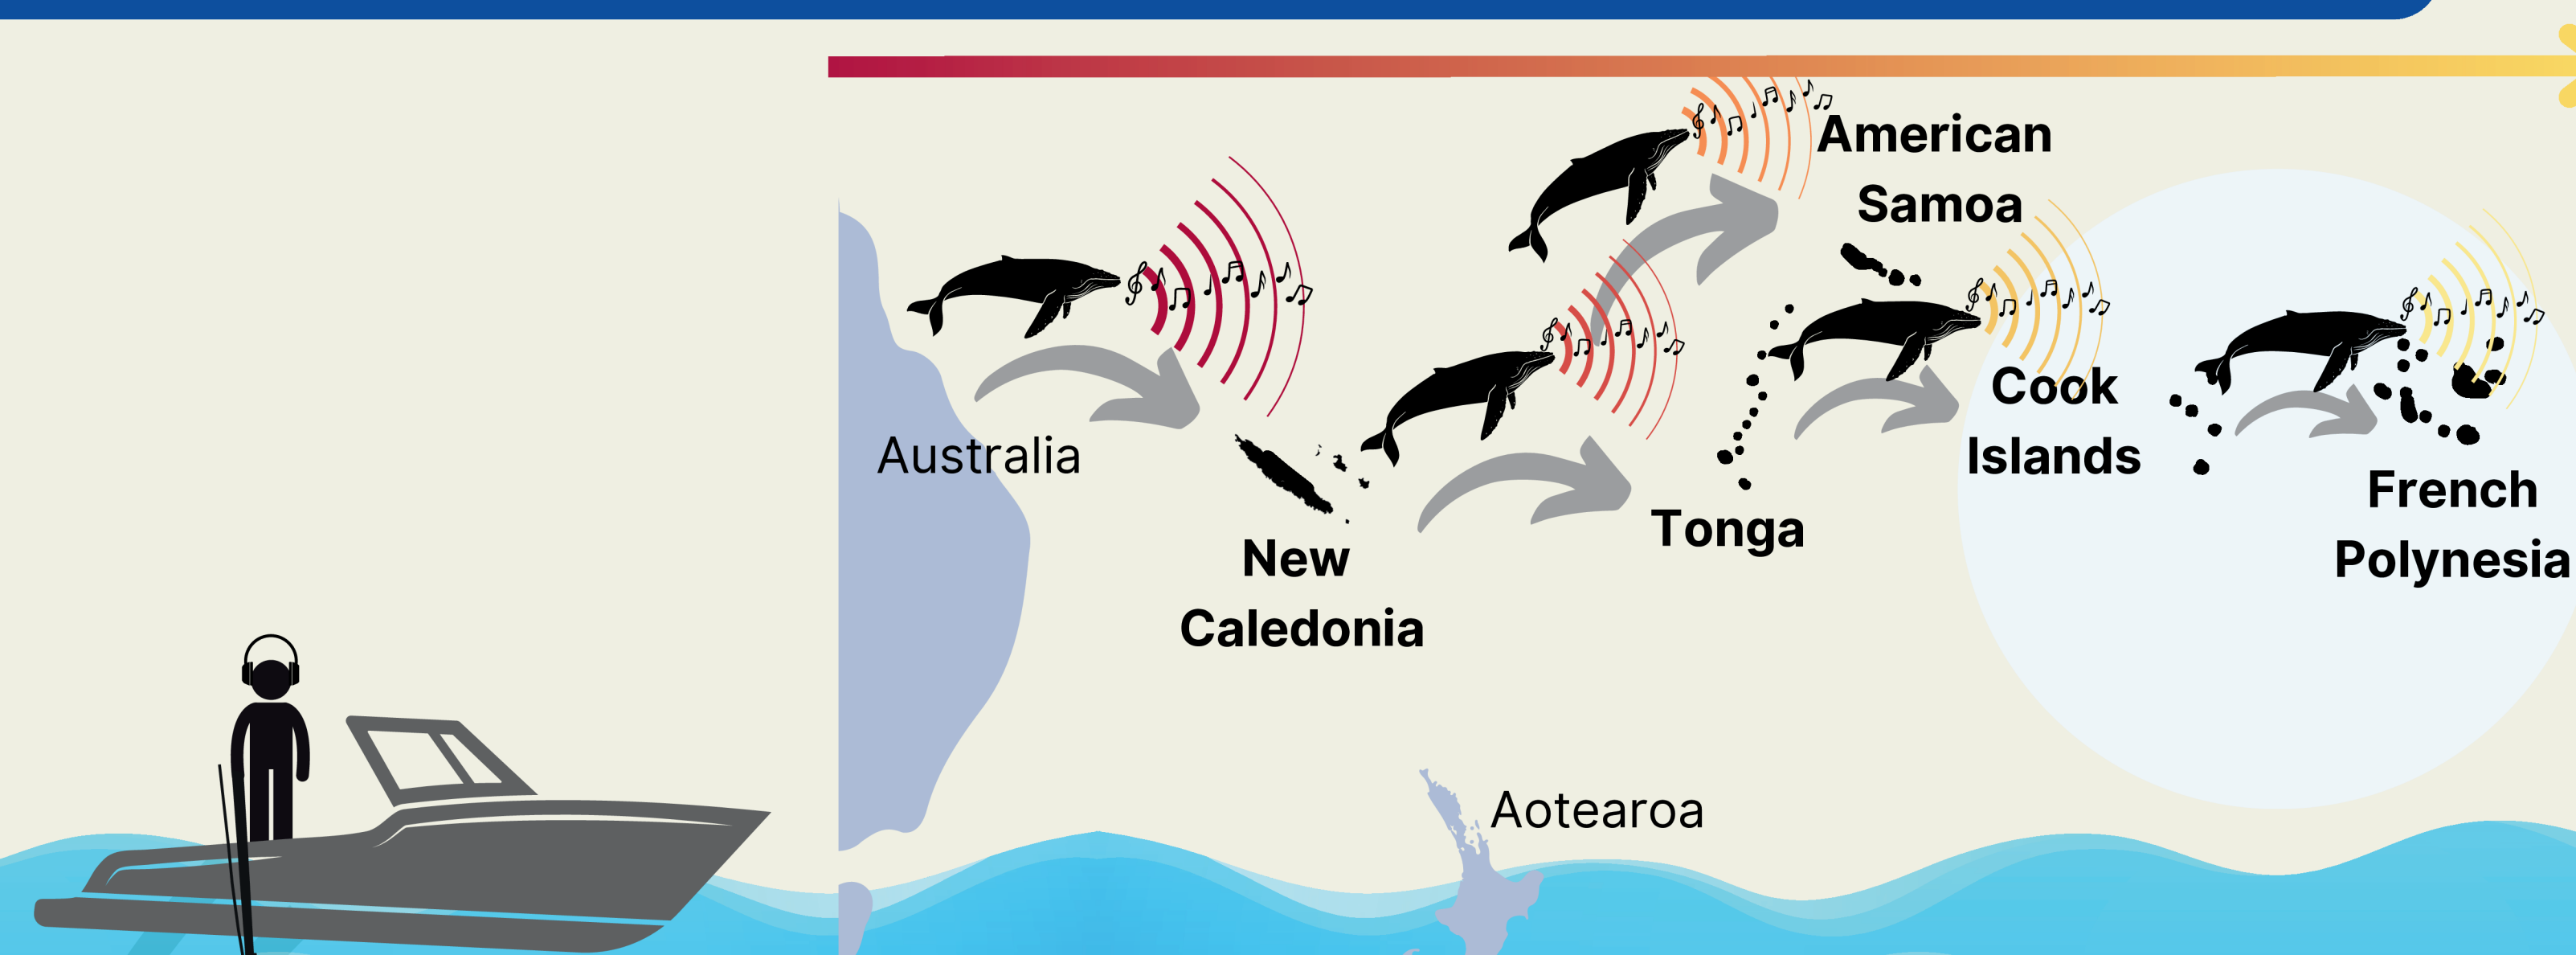 American
Samoa
Australia
Cook
Islands
New
Caledonia
Tonga
French
Polynesia
Aotearoa